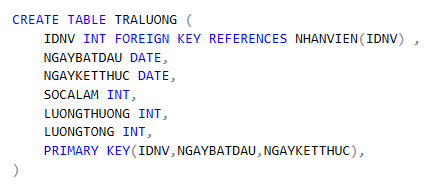 CREATE TABLE TRALUONG (
IDNV INT FOREIGN KEY REFERENCES NHANVIEN(IDNV) ,
NGAYBATDAU DATE,
NGAYKETTHUC DATE,
SOCALAM INT,
LUONGTHUONG INT,
LUONGTONG INT,
PRIMARY KEY(IDNV,NGAYBATDAU,NGAYKETTHUC),
)